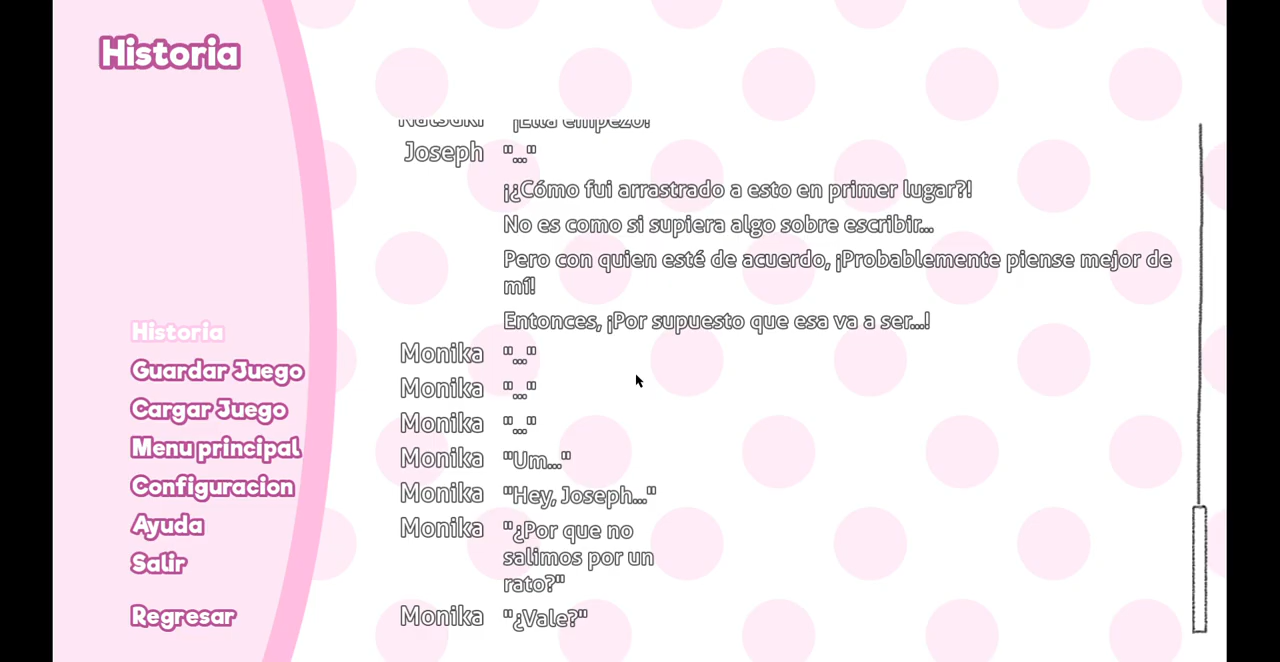 Historia
Natsuki "¡Ella empezó!
Joseph "..."
¡¿Cómo fui arrastrado a esto en primer lugar?!
No es como si supiera algo sobre escribir...
Pero con quien esté de acuerdo, ¡Probablemente piense mejor de
mí!
Entonces, ¡Por supuesto que esa va a ser...!
Monika "..."
Monika "..."
Monika "..."
Monika "Um..."
Monika "Hey, Joseph..."
Monika "¿Por que no
salimos por un
rato?"
Monika "¿Vale?"
Historia
Guardar Juego
Cargar Juego
Menu principal
Configuracion
Ayuda
Salir
Regresar